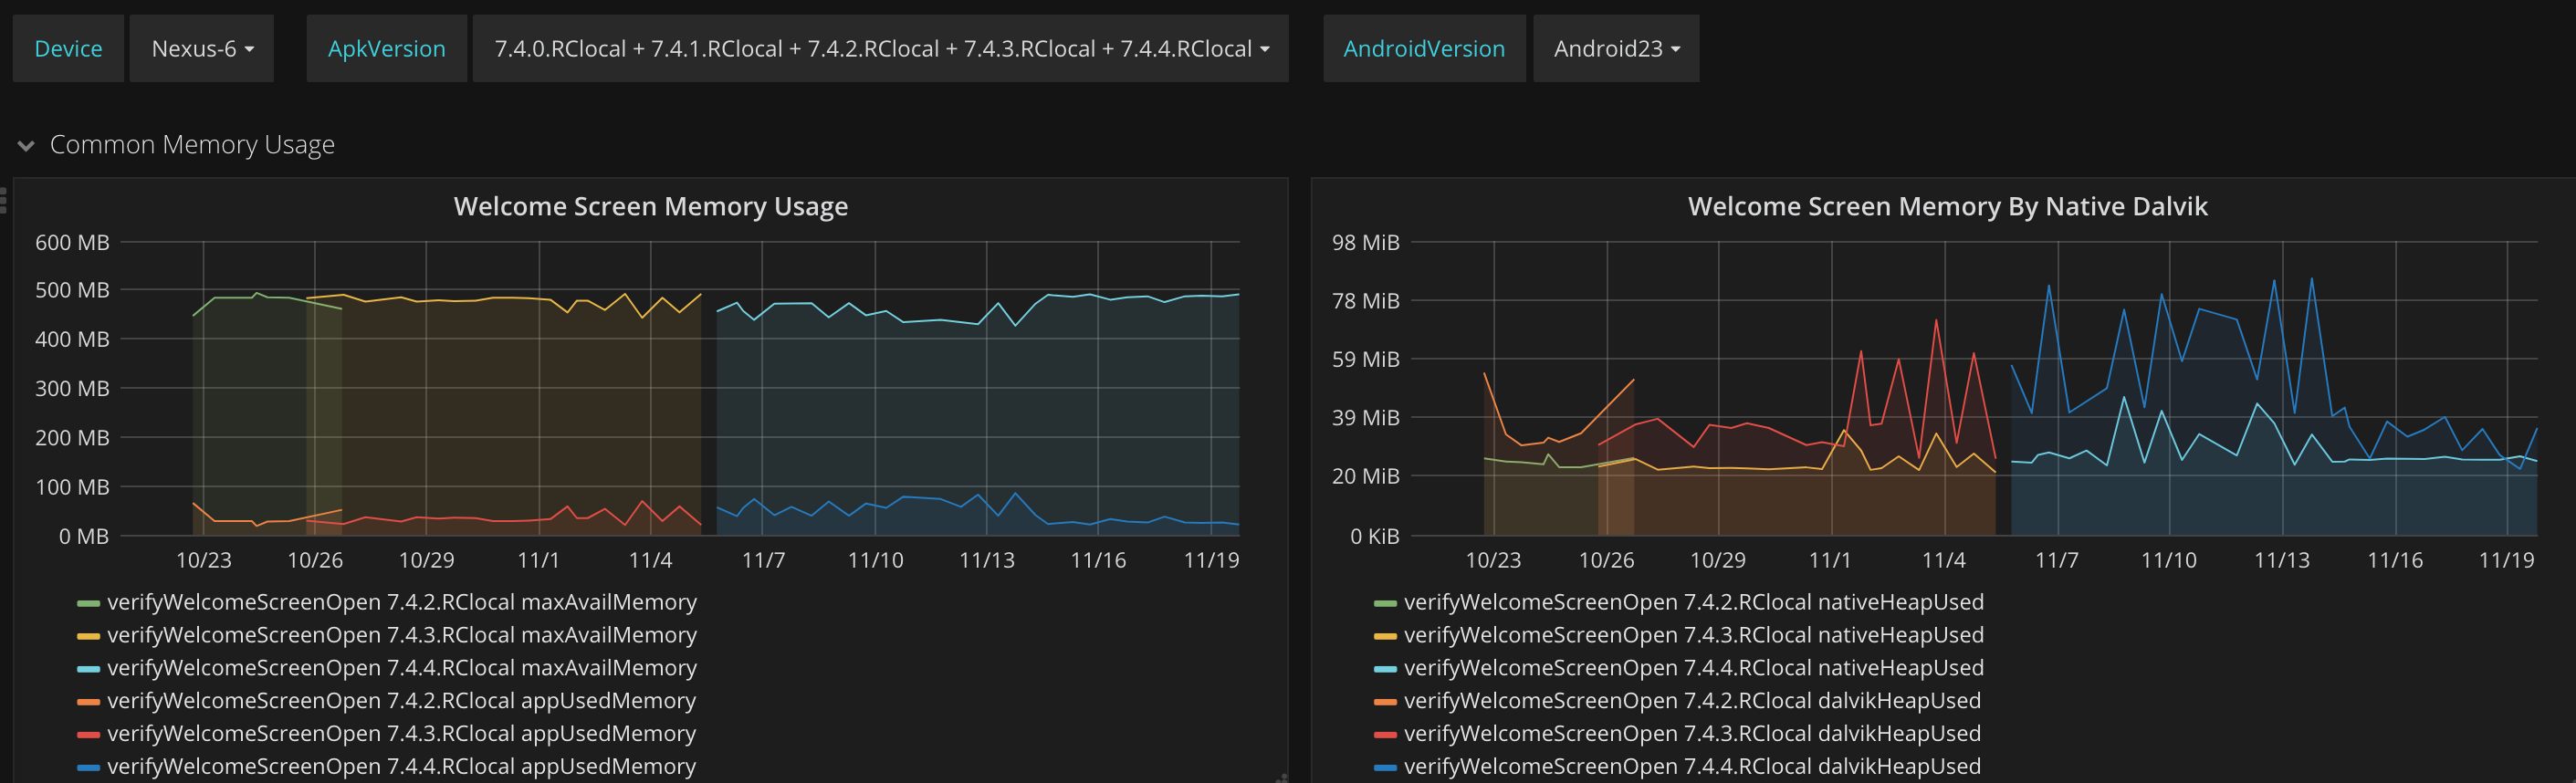 Device Nexus-6 ApkVersion 7.4.0.RClocal + 7.4.1.RClocal + 7.4.2.RClocal + 7.4.3.RClocal + 7.4.4.RClocal AndroidVersion Android23
Common Memory Usage
Welcome Screen Memory Usage
600 MB
500 MB
400 MB
300 MB
200 MB
100 MB
0 MB
10/23 10/26 10/29 11/1 11/4 11/7 11/10 11/13 11/16 11/19
verifyWelcomeScreenOpen 7.4.2.RClocal maxAvailMemory
verifyWelcomeScreenOpen 7.4.3.RClocal maxAvailMemory
verifyWelcomeScreenOpen 7.4.4.RClocal maxAvailMemory
verifyWelcomeScreenOpen 7.4.2.RClocal appUsedMemory
verifyWelcomeScreenOpen 7.4.3.RClocal appUsedMemory
verifyWelcomeScreenOpen 7.4.4.RClocal appUsedMemory
Welcome Screen Memory By Native Dalvik
98 MiB
78 MiB
59 MiB
39 MiB
20 MiB
0 KiB
10/23 10/26 10/29 11/1 11/4 11/7 11/10 11/13 11/16 11/19
verifyWelcomeScreenOpen 7.4.2.RClocal nativeHeapUsed
verifyWelcomeScreenOpen 7.4.3.RClocal nativeHeapUsed
verifyWelcomeScreenOpen 7.4.4.RClocal nativeHeapUsed
verifyWelcomeScreenOpen 7.4.2.RClocal dalvikHeapUsed
verifyWelcomeScreenOpen 7.4.3.RClocal dalvikHeapUsed
verifyWelcomeScreenOpen 7.4.4.RClocal dalvikHeapUsed